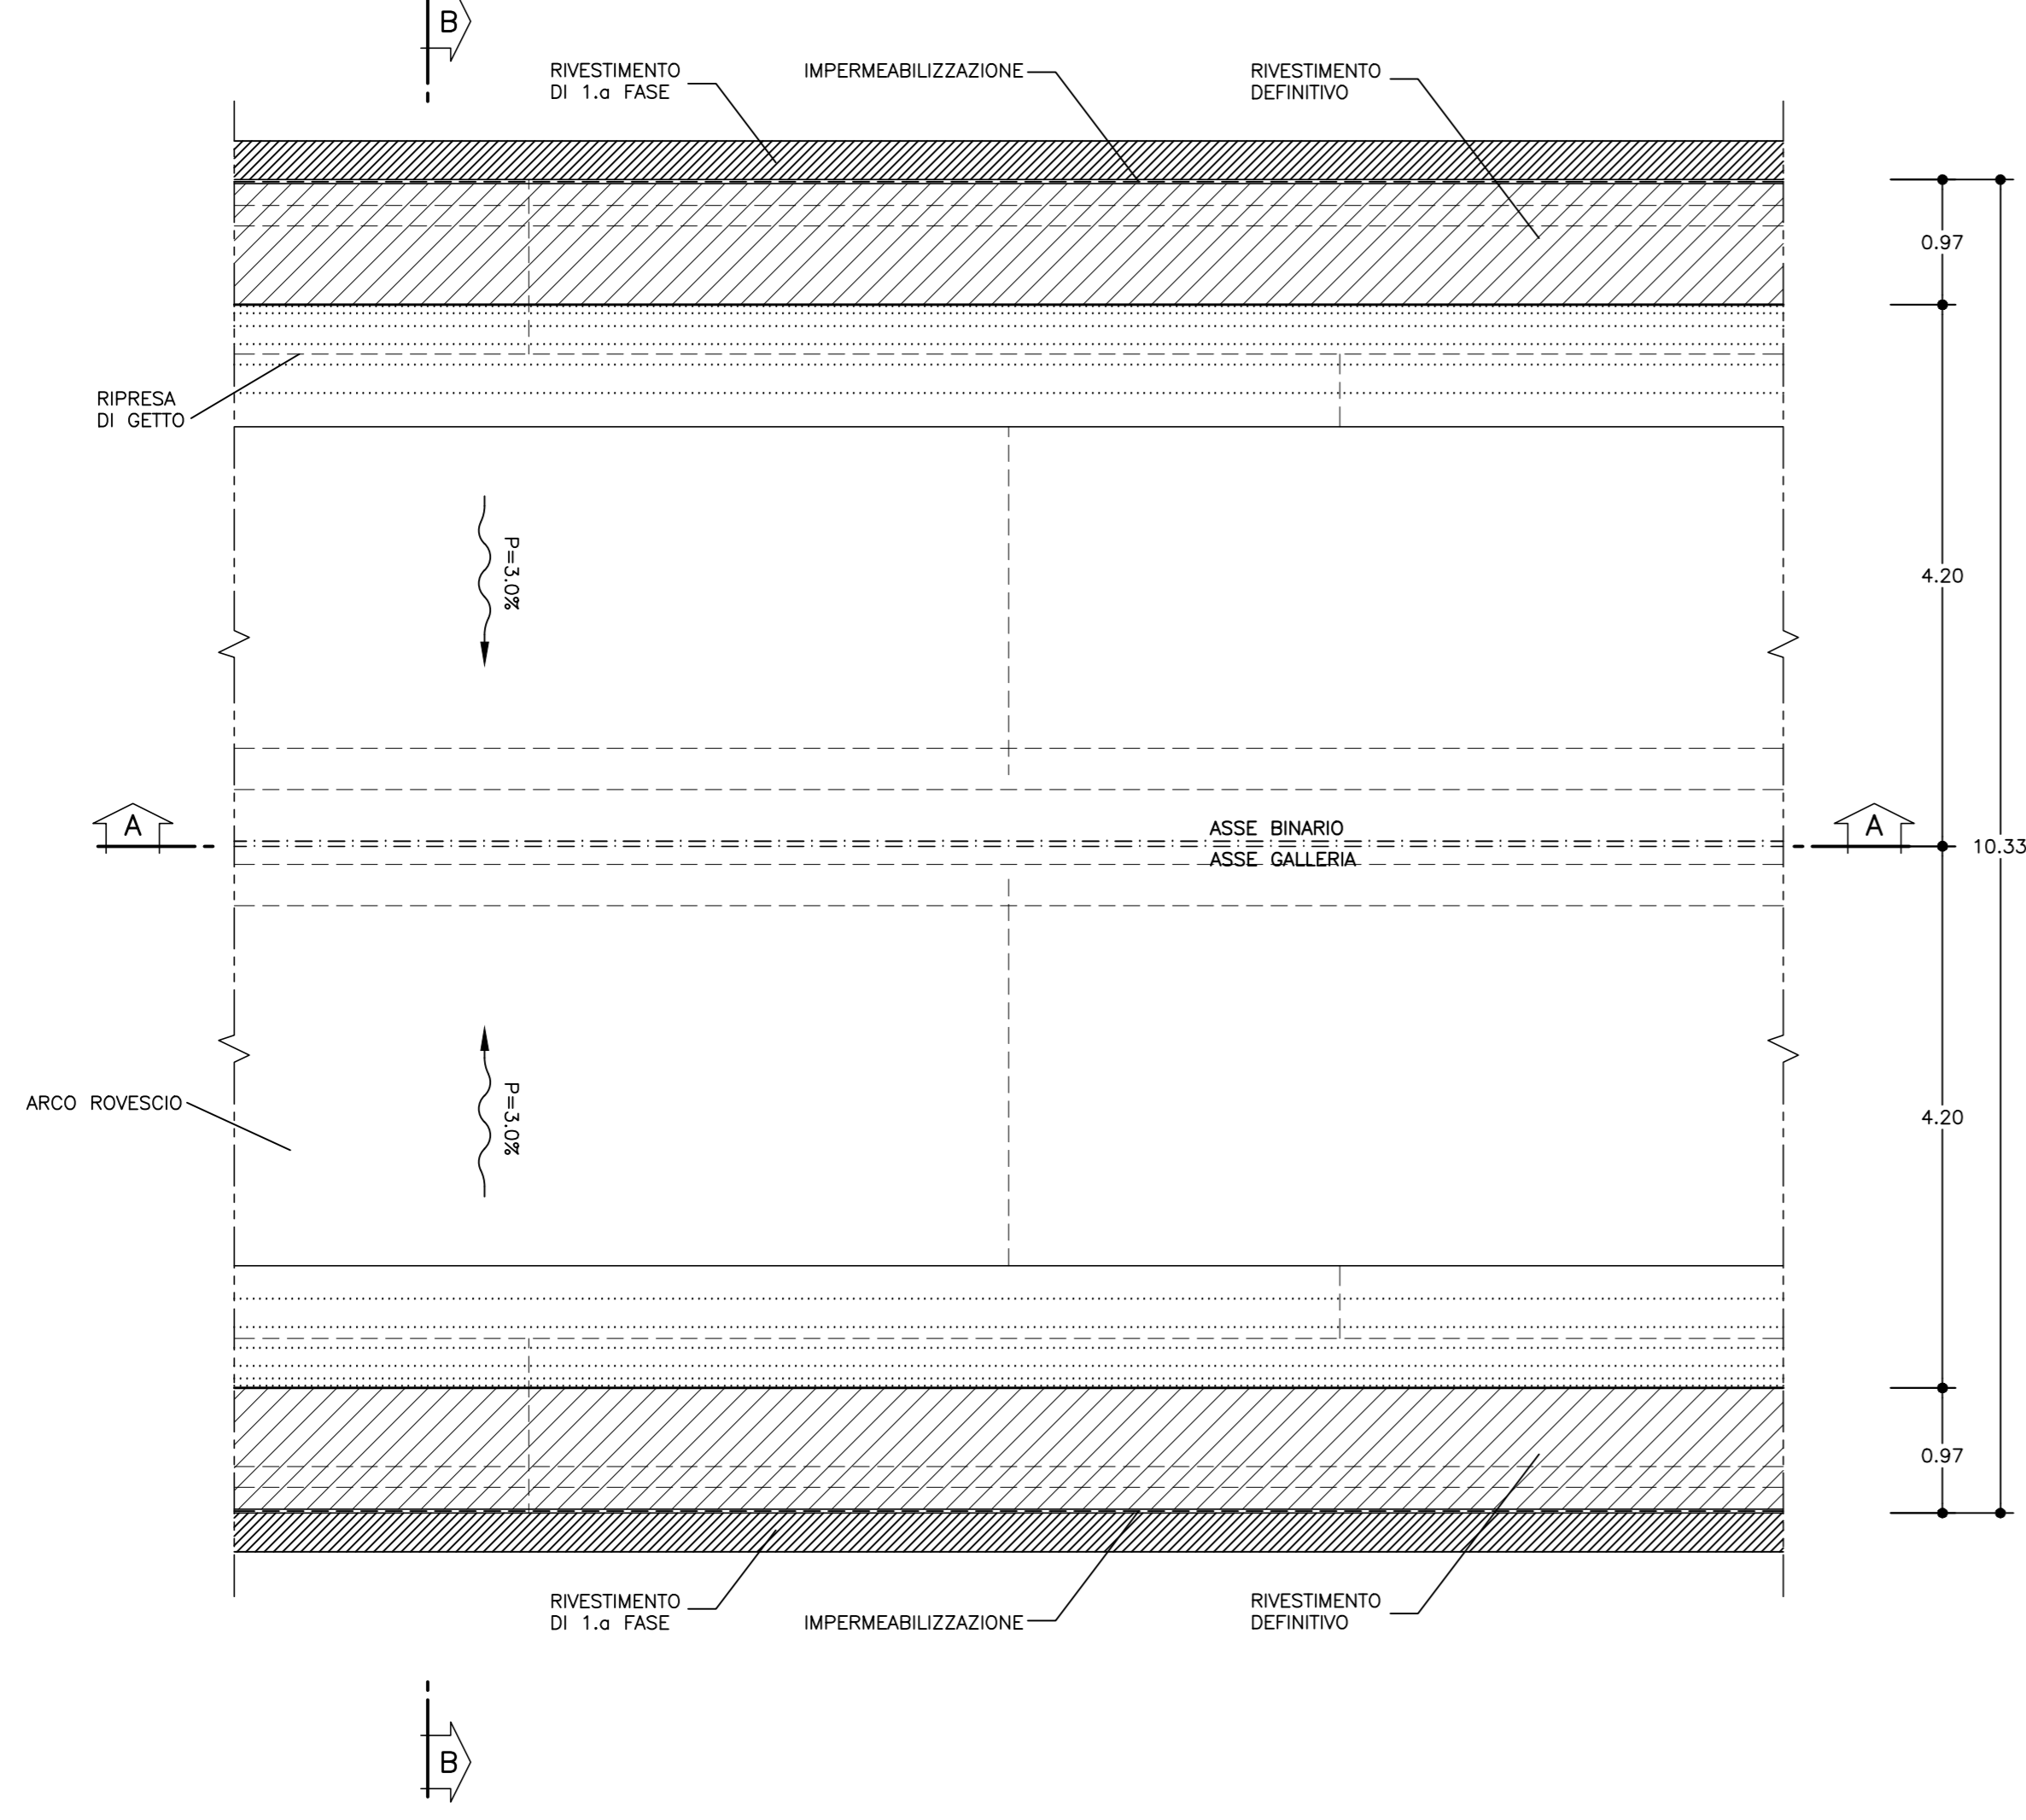 B
RIVESTIMENTO
DI 1.a FASE
IMPERMEABILIZZAZIONE
RIVESTIMENTO
DEFINITIVO
0.97
RIPRESA
DI GETTO
P=3.0%
4.20
A
ASSE BINARIO
ASSE GALLERIA
A
10.33
ARCO ROVESCIO
P=3.0%
4.20
0.97
RIVESTIMENTO
DI 1.a FASE
IMPERMEABILIZZAZIONE
RIVESTIMENTO
DEFINITIVO
B